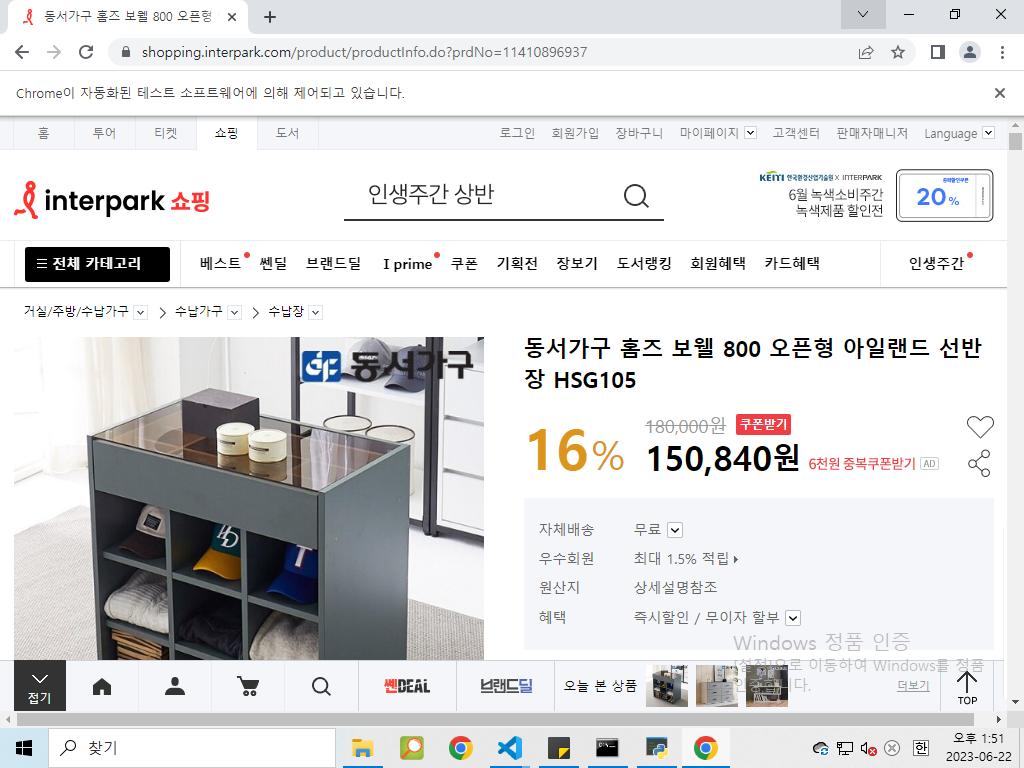 동서가구 홈즈 보웰 800 오픈형
shopping.interpark.com/product/productInfo.do?prdNo=11410896937
Chrome이 자동화된 테스트 소프트웨어에 의해 제어되고 있습니다.
홈 투어 티켓 쇼핑 도서 로그인 회원가입 장바구니 마이페이지 고객센터 판매자매니저 Language
interpark 쇼핑
인생주간 상반
KEITI 한국환경산업기술원 X INTERPARK
6월 녹색소비주간
녹색제품 할인전
중복할인쿠폰
20%
전체 카테고리 베스트 쎈딜 브랜드딜 I prime 쿠폰 기획전 장보기 도서랭킹 회원혜택 카드혜택 인생주간
거실/주방/수납가구 수납가구 수납장
동서가구
동서가구 홈즈 보웰 800 오픈형 아일랜드 선반
장 HSG105
16% 180,000원 쿠폰받기
150,840원 6천원 중복쿠폰받기 AD
자체배송 무료
우수회원 최대 1.5% 적립
원산지 상세설명참조
혜택 즉시할인 / 무이자 할부
Windows 정품 인증
[설정]으로 이동하여 Windows를 정품
인증합니다.
접기 쎈DEAL 브랜드딜 오늘 본 상품 더보기 TOP
찾기
한
오후 1:51
2023-06-22